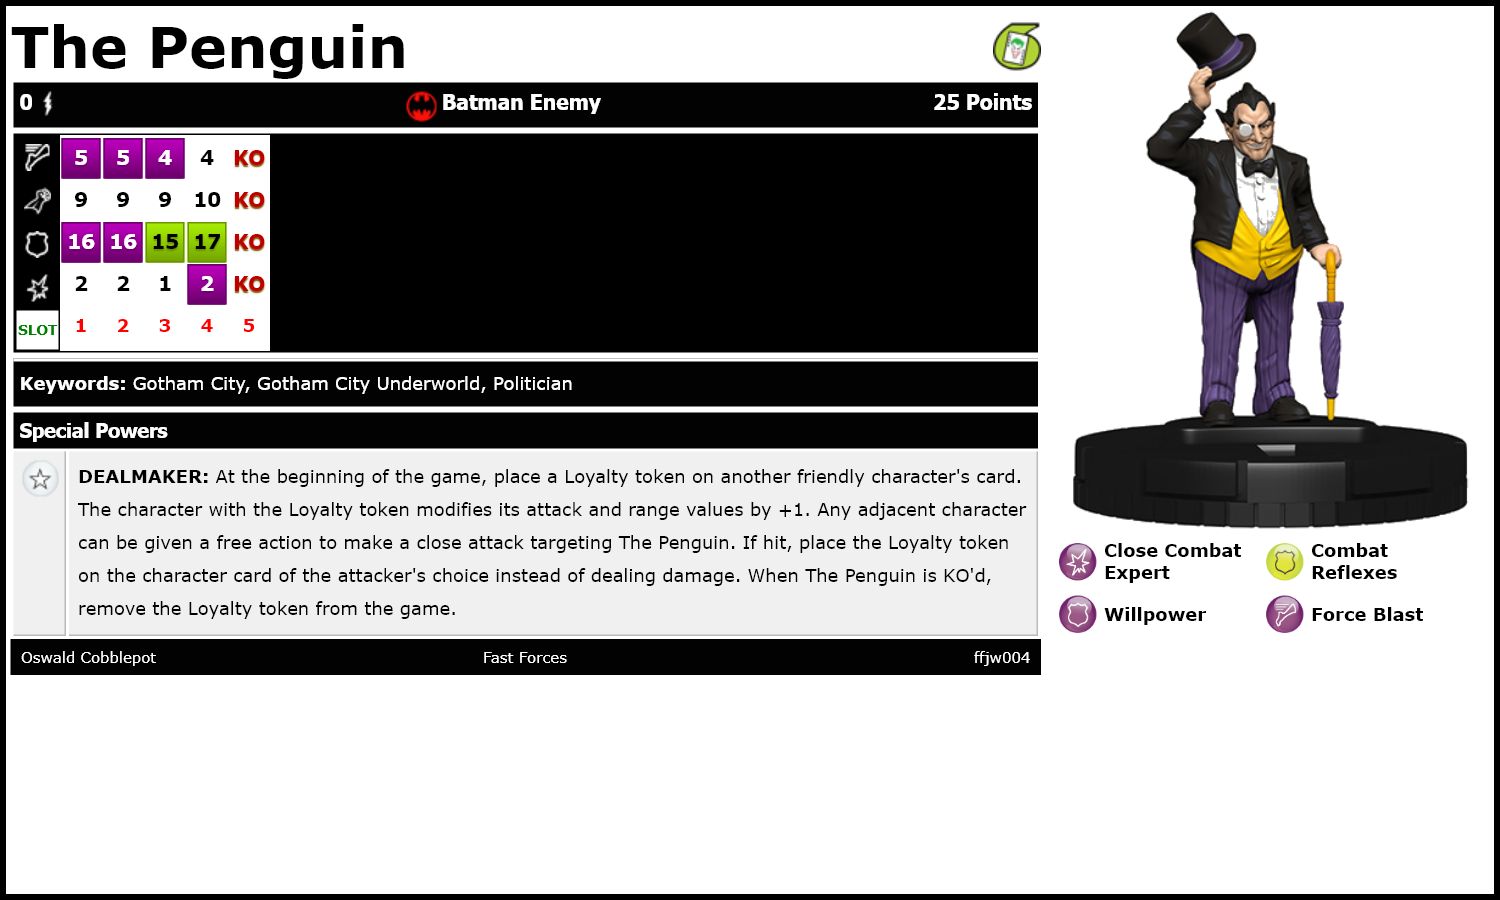 The Penguin
0 Batman Enemy 25 Points
5 5 4 4 KO
9 9 9 10 KO
16 16 15 17 KO
2 2 1 2 KO
SLOT 1 2 3 4 5
Keywords: Gotham City, Gotham City Underworld, Politician
Special Powers
DEALMAKER: At the beginning of the game, place a Loyalty token on another friendly character's card.
The character with the Loyalty token modifies its attack and range values by +1. Any adjacent character
can be given a free action to make a close attack targeting The Penguin. If hit, place the Loyalty token
on the character card of the attacker's choice instead of dealing damage. When The Penguin is KO'd,
remove the Loyalty token from the game.
Oswald Cobblepot Fast Forces ffjw004
Close Combat
Expert
Combat
Reflexes
Willpower
Force Blast